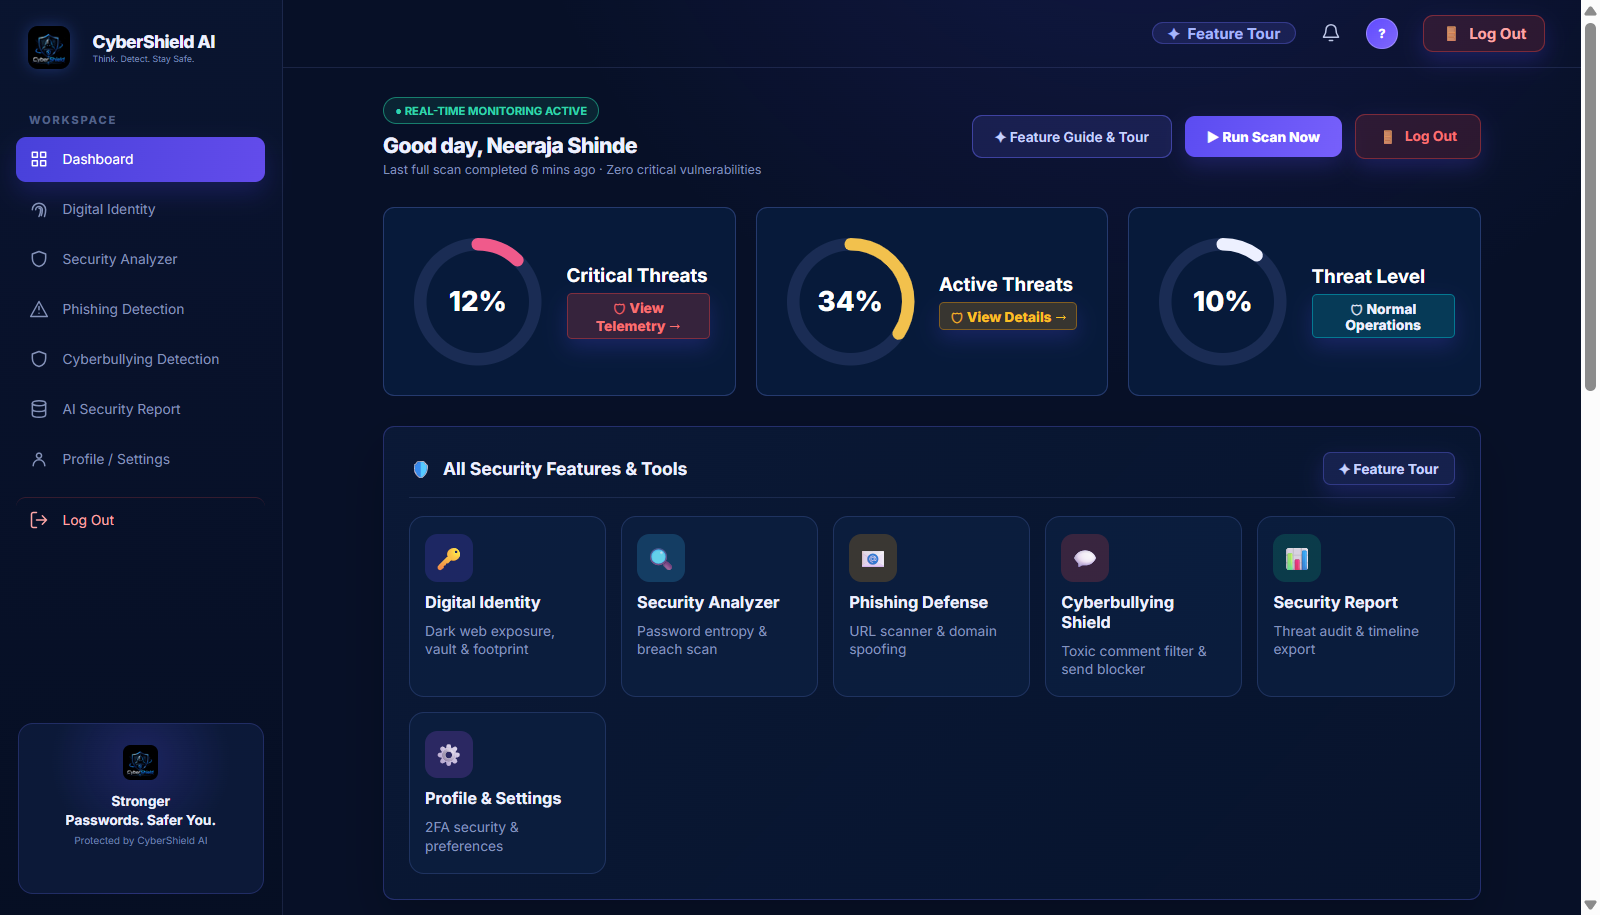 CyberShield AI
Think. Detect. Stay Safe.
✦ Feature Tour
?
Log Out
WORKSPACE
Dashboard
Digital Identity
Security Analyzer
Phishing Detection
Cyberbullying Detection
AI Security Report
Profile / Settings
Log Out
Stronger
Passwords. Safer You.
Protected by CyberShield AI
● REAL-TIME MONITORING ACTIVE
Good day, Neeraja Shinde
Last full scan completed 6 mins ago · Zero critical vulnerabilities
✦ Feature Guide & Tour
▶ Run Scan Now
Log Out
12%
Critical Threats
View
Telemetry →
34%
Active Threats
View Details →
10%
Threat Level
Normal
Operations
All Security Features & Tools
✦ Feature Tour
Digital Identity
Dark web exposure,
vault & footprint
Security Analyzer
Password entropy &
breach scan
Phishing Defense
URL scanner & domain
spoofing
Cyberbullying
Shield
Toxic comment filter &
send blocker
Security Report
Threat audit & timeline
export
Profile & Settings
2FA security &
preferences